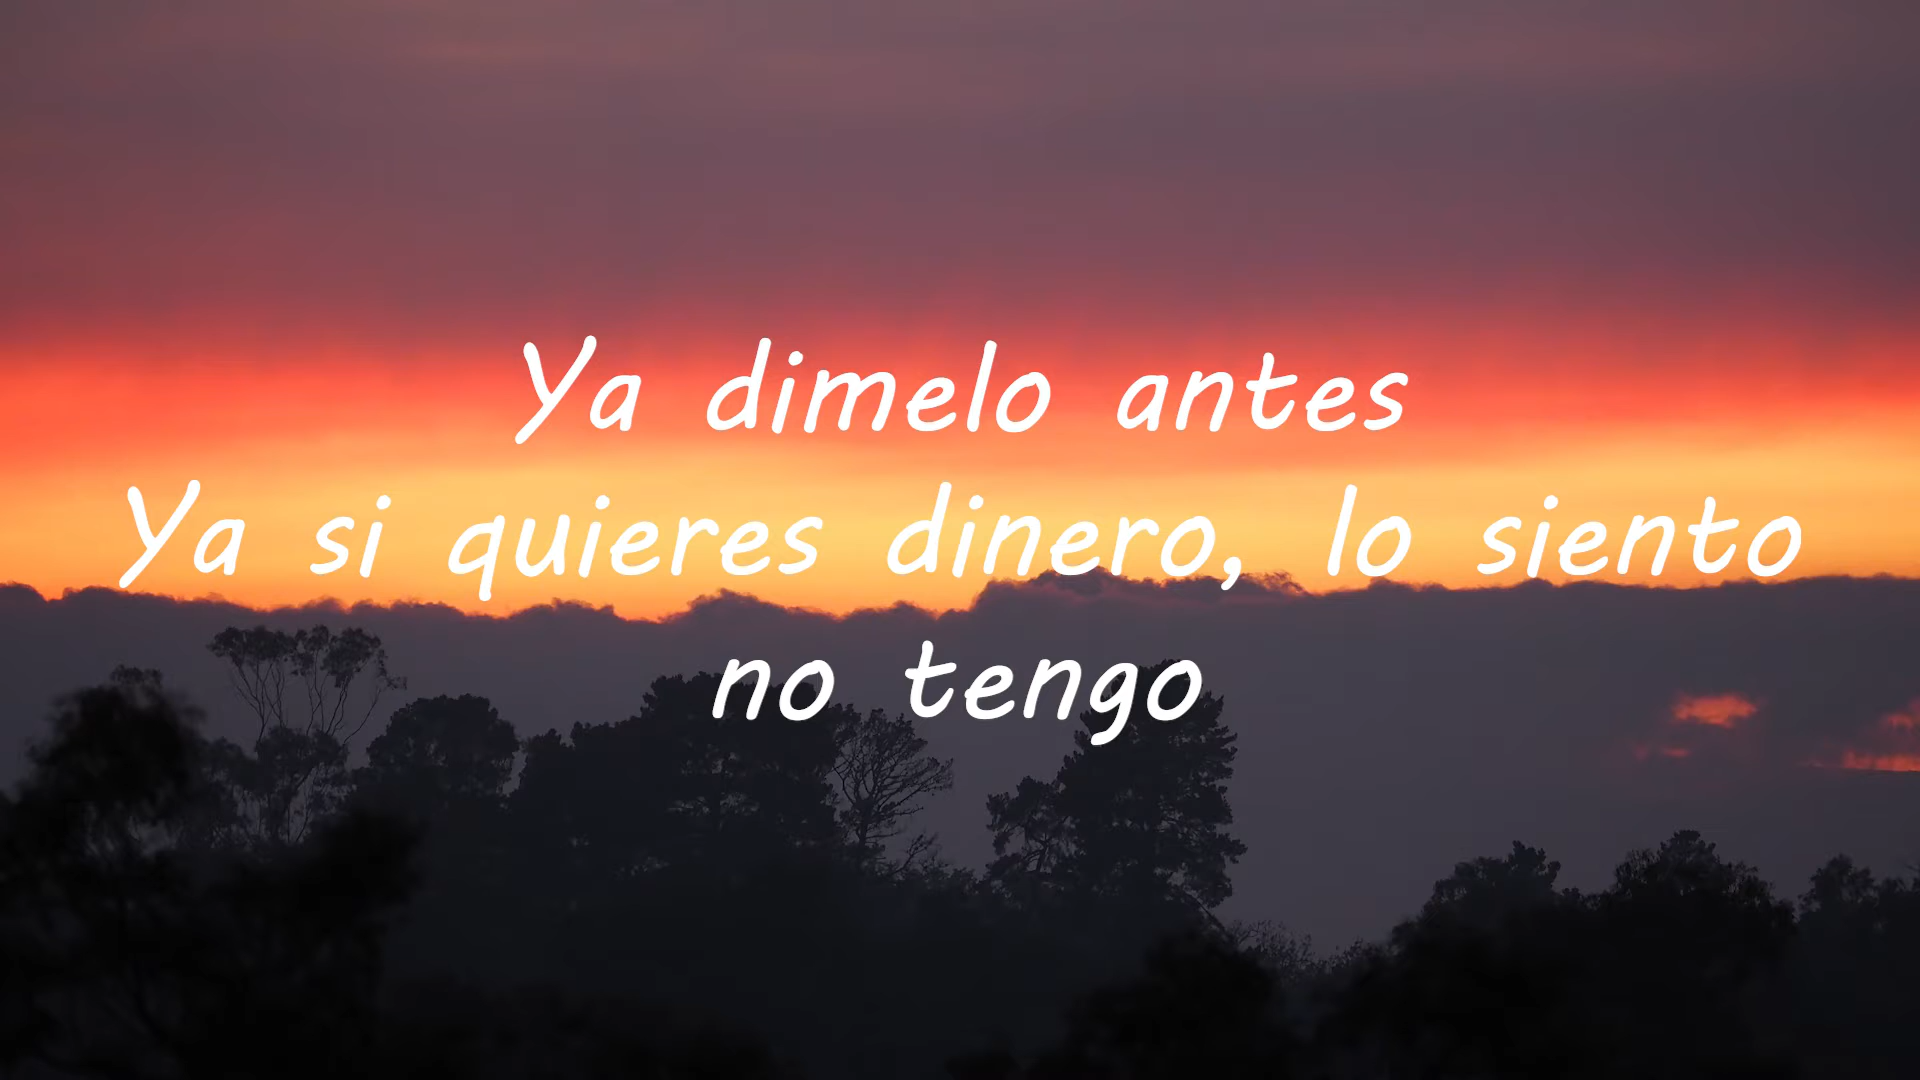 Ya dimelo antes
Ya si quieres dinero, lo siento
no tengo